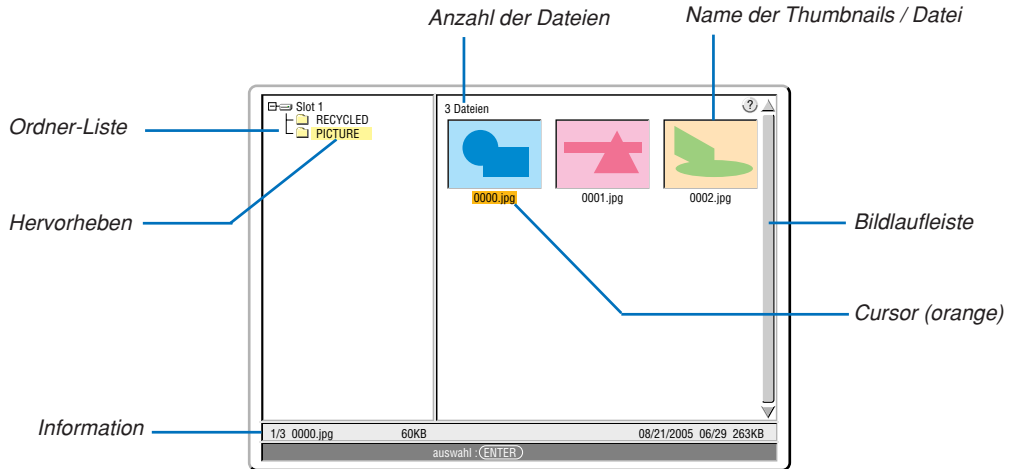 Anzahl der Dateien
Name der Thumbnails / Datei
Ordner-Liste
Slot 1
RECYCLED
PICTURE
3 Dateien
?
0000.jpg
0001.jpg
0002.jpg
Hervorheben
Bildlaufleiste
Cursor (orange)
Information
1/3 0000.jpg 60KB 08/21/2005 06/29 263KB
auswahl :ENTER